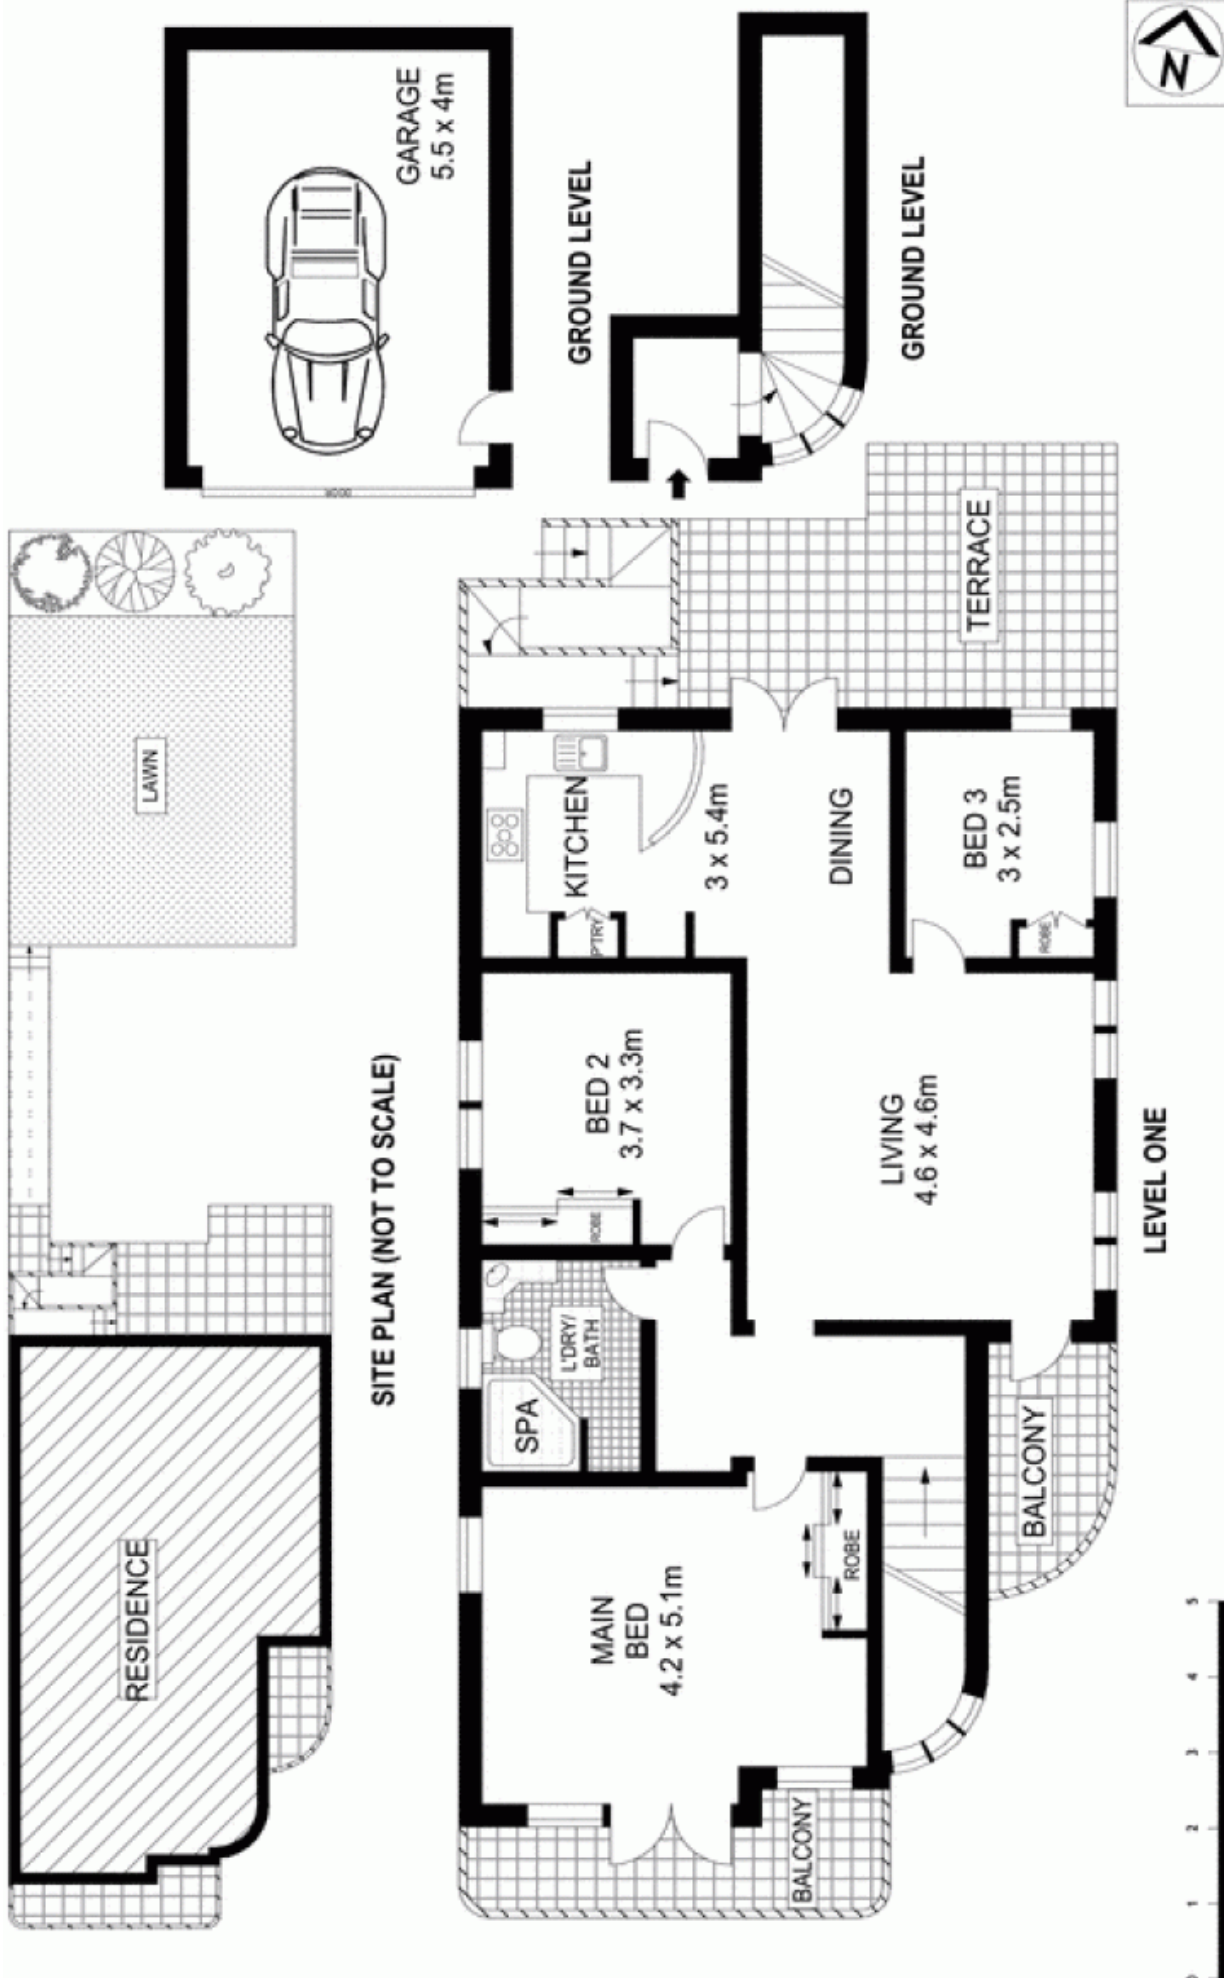 GARAGE
5.5 x 4m
GROUND LEVEL
GROUND LEVEL
N
LAWN
RESIDENCE
SITE PLAN (NOT TO SCALE)
TERRACE
KITCHEN
P'TRY
3 x 5.4m
DINING
BED 3
3 x 2.5m
ROBE
BED 2
3.7 x 3.3m
ROBE
LIVING
4.6 x 4.6m
L'DRY/
BATH
SPA
MAIN
BED
4.2 x 5.1m
ROBE
BALCONY
BALCONY
LEVEL ONE
1 2 3 4 5